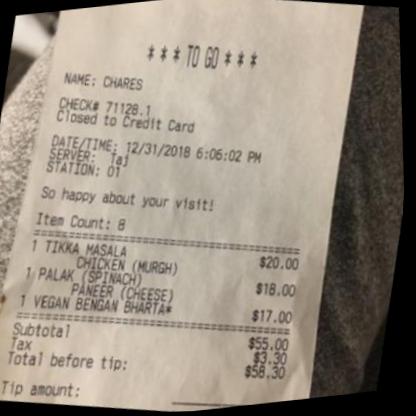 *** TO GO ***
NAME: CHARES
CHECK# 71128.1
Closed to Credit Card
DATE/TIME: 12/31/2018 6:06:02 PM
SERVER: Taj
STATION: 01
So happy about your visit!
Item Count: 8
1 TIKKA MASALA
CHICKEN (MURGH) $20.00
1 PALAK (SPINACH)
PANEER (CHEESE) $18.00
1 VEGAN BENGAN BHARTA* $17.00
Subtotal $55.00
Tax $3.30
Total before tip: $58.30
Tip amount: